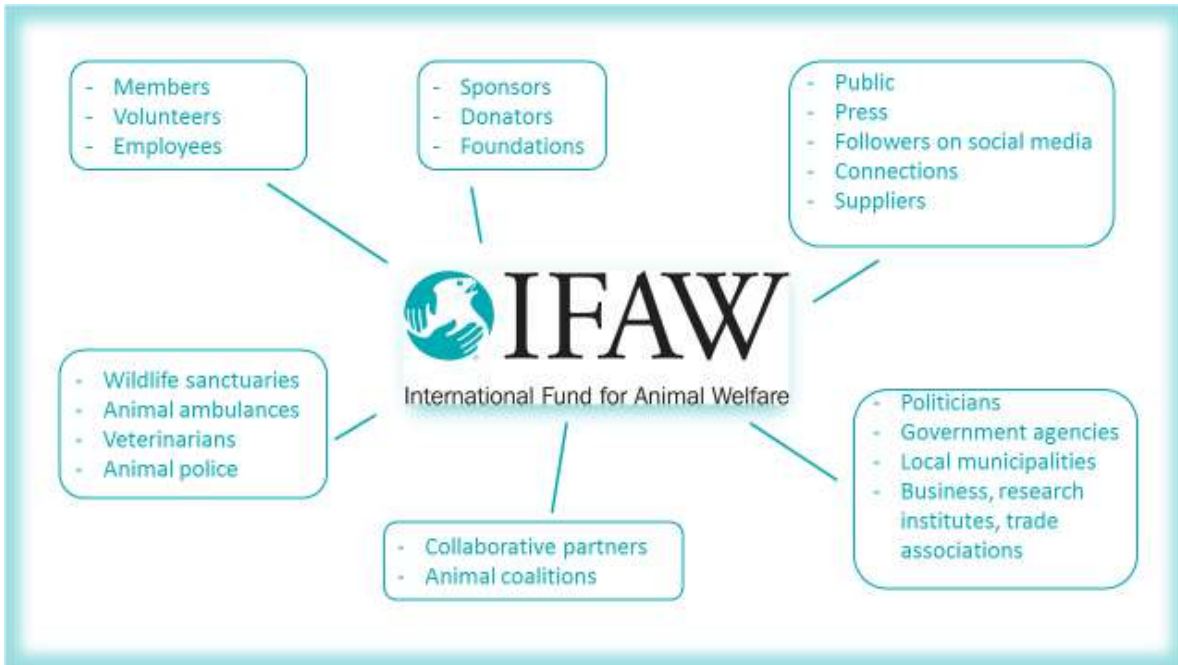 - Members
- Volunteers
- Employees
- Sponsors
- Donators
- Foundations
- Public
- Press
- Followers on social media
- Connections
- Suppliers
IFAW
International Fund for Animal Welfare
- Wildlife sanctuaries
- Animal ambulances
- Veterinarians
- Animal police
- Politicians
- Government agencies
- Local municipalities
- Business, research
institutes, trade
associations
- Collaborative partners
- Animal coalitions